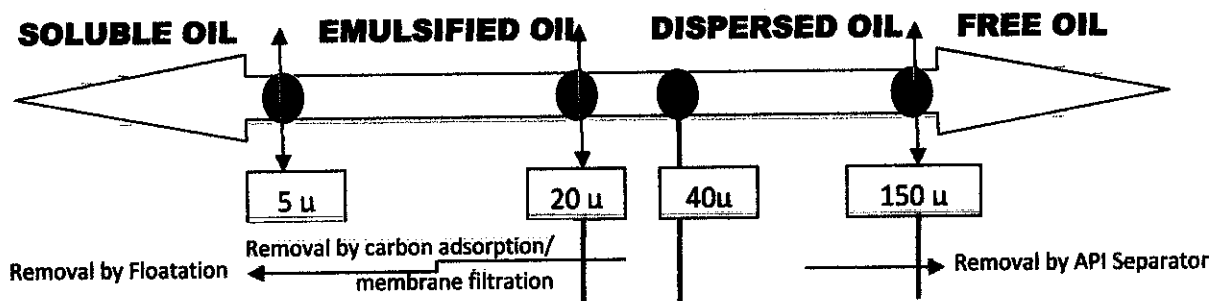 SOLUBLE OIL EMULSIFIED OIL DISPERSED OIL FREE OIL
5 u 20 u 40u 150 u
Removal by carbon adsorption/
Removal by Floatation membrane filtration Removal by API Separator